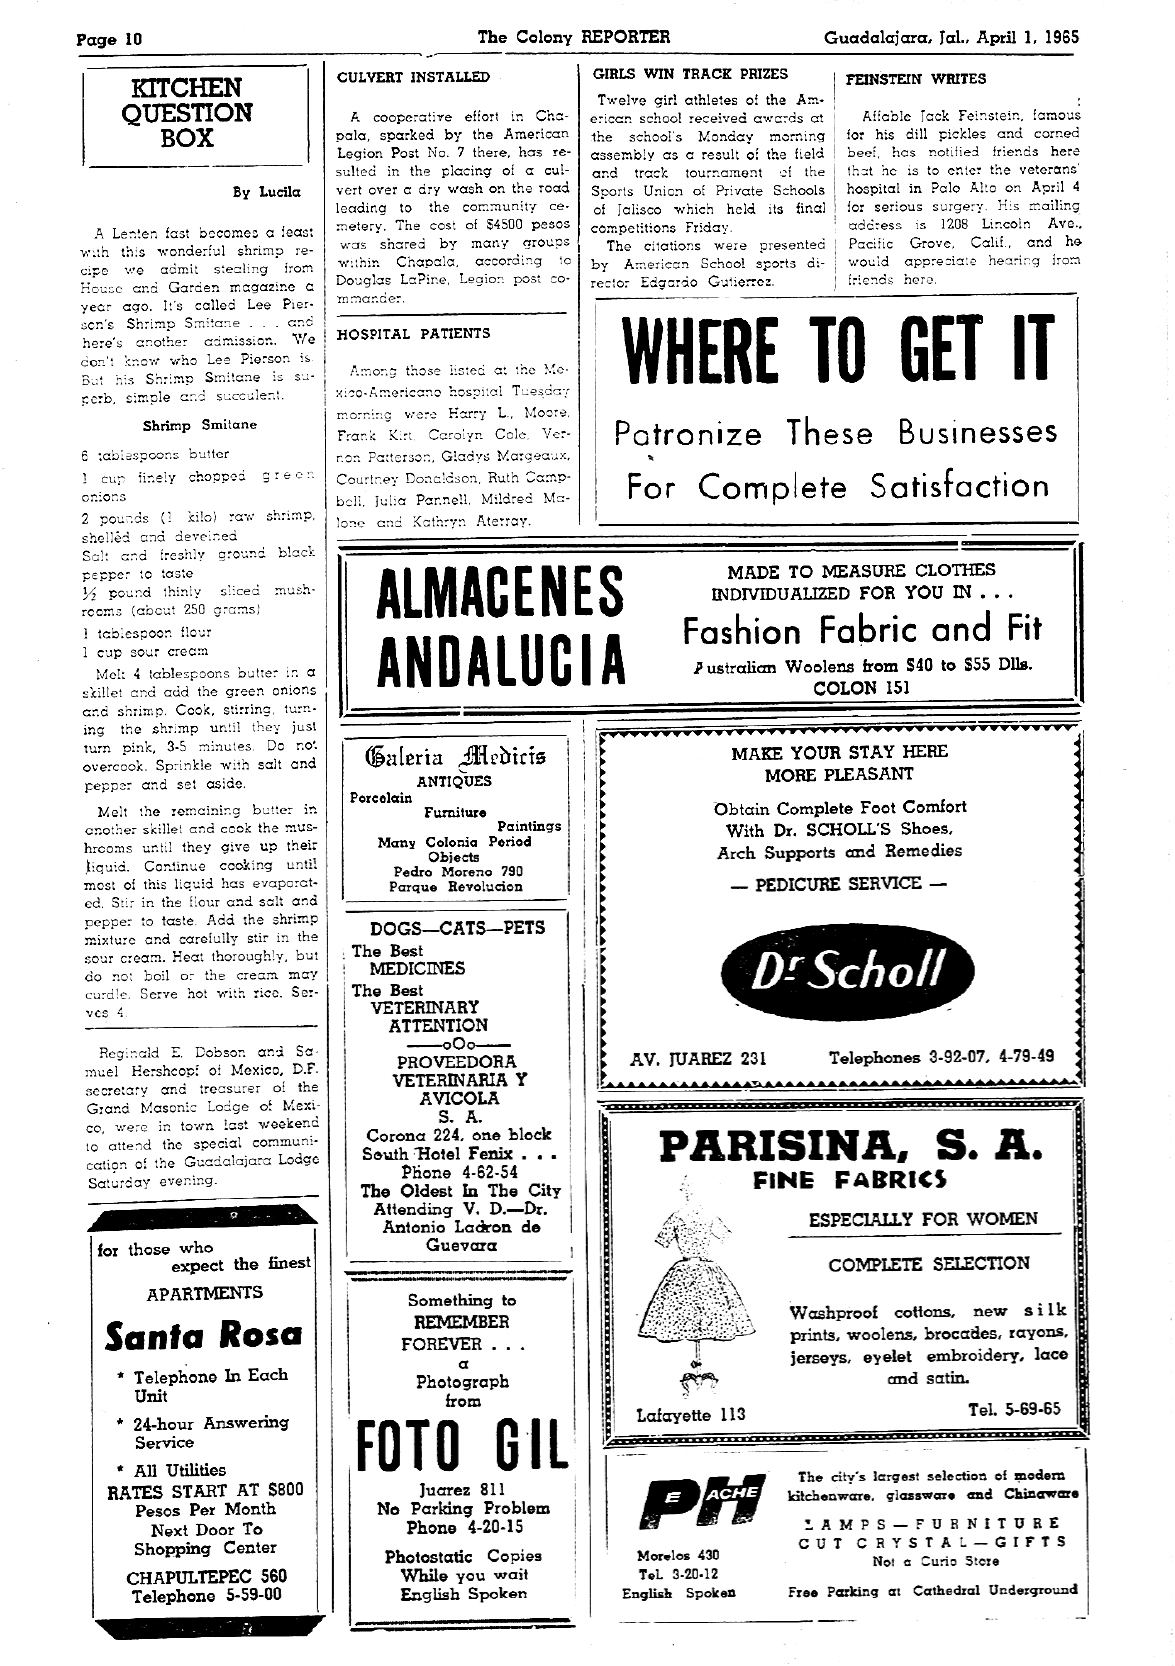 Page 10
The Colony REPORTER
Guadalajara, Jal., April 1, 1965
KITCHEN
QUESTION
BOX
By Lucila
A Lenten fast becomes a feast
with this wonderful shrimp re-
cipe we admit stealing from
House and Garden magazine a
year ago. It's called Lee Pier-
son's Shrimp Smitane . . . and
here's another admission. We
don't know who Lee Pierson is.
But his Shrimp Smitane is su-
perb, simple and succulent.
Shrimp Smitane
6 tablespoons butter
1 cup finely chopped green
onions
2 pounds (1 kilo) raw shrimp,
shelled and deveined
Salt and freshly ground black
pepper to taste
½ pound thinly sliced mush-
rooms (about 250 grams)
1 tablespoon flour
1 cup sour cream
Melt 4 tablespoons butter in a
skillet and add the green onions
and shrimp. Cook, stirring, turn-
ing the shrimp until they just
turn pink, 3-5 minutes. Do not
overcook. Sprinkle with salt and
pepper and set aside.
Melt the remaining butter in
another skillet and cook the mus-
hrooms until they give up their
liquid. Continue cooking until
most of this liquid has evaporat-
ed. Stir in the flour and salt and
pepper to taste. Add the shrimp
mixture and carefully stir in the
sour cream. Heat thoroughly, but
do not boil or the cream may
curdle. Serve hot with rice. Ser-
ves 4.
Reginald E. Dobson and Sa-
muel Hershcopf of Mexico, D.F.
secretary and treasurer of the
Grand Masonic Lodge of Mexi-
co, were in town last weekend
to attend the special communi-
cation of the Guadalajara Lodge
Saturday evening.
for those who
expect the finest
APARTMENTS
Santa Rosa
* Telephone In Each
Unit
* 24-hour Answering
Service
* All Utilities
RATES START AT $800
Pesos Per Month
Next Door To
Shopping Center
CHAPULTEPEC 560
Telephone 5-59-00
CULVERT INSTALLED
A cooperative effort in Cha-
pala, sparked by the American
Legion Post No. 7 there, has re-
sulted in the placing of a cul-
vert over a dry wash on the road
leading to the community ce-
metery. The cost of $4500 pesos
was shared by many groups
within Chapala, according to
Douglas LaPine, Legion post co-
mmander.
HOSPITAL PATIENTS
Among those listed at the Me-
xico-Americano hospital Tuesday
morning were Harry L., Moore,
Frank Kirt, Carolyn Cole, Ver-
non Patterson, Gladys Margeaux,
Courtney Donaldson, Ruth Camp-
bell, Julia Parnell, Mildred Ma-
lone and Kathryn Aterray.
GIRLS WIN TRACK PRIZES
Twelve girl athletes of the Am-
erican school received awards at
the school's Monday morning
assembly as a result of the field
and track tournament of the
Sports Union of Private Schools
of Jalisco which held its final
competitions Friday.
The citations were presented
by American School sports di-
rector Edgardo Gutierrez.
FEINSTEIN WRITES
Affable Jack Feinstein, famous
for his dill pickles and corned
beef, has notified friends here
that he is to enter the veterans'
hospital in Palo Alto on April 4
for serious surgery. His mailing
address is 1208 Lincoln Ave.,
Pacific Grove, Calif., and he
would appreciate hearing from
friends here.
WHERE TO GET IT
Patronize These Businesses
For Complete Satisfaction
ALMACENES
ANDALUCIA
MADE TO MEASURE CLOTHES
INDIVIDUALIZED FOR YOU IN . . .
Fashion Fabric and Fit
Australian Woolens from $40 to $55 Dlls.
COLON 151
Galeria Medicis
ANTIQUES
Porcelain
Furniture
Paintings
Many Colonia Period
Objects
Pedro Moreno 790
Parque Revolucion
DOGS—CATS—PETS
The Best
MEDICINES
The Best
VETERINARY
ATTENTION
——oOo——
PROVEEDORA
VETERINARIA Y
AVICOLA
S. A.
Corona 224, one block
South Hotel Fenix . . .
Phone 4-62-54
The Oldest In The City
Attending V. D.—Dr.
Antonio Ladron de
Guevara
Something to
REMEMBER
FOREVER . . .
a
Photograph
from
FOTO GIL
Juarez 811
No Parking Problem
Phone 4-20-15
Photostatic Copies
While you wait
English Spoken
MAKE YOUR STAY HERE
MORE PLEASANT
Obtain Complete Foot Comfort
With Dr. SCHOLL'S Shoes,
Arch Supports and Remedies
— PEDICURE SERVICE —
Dr Scholl
AV. JUAREZ 231
Telephones 3-92-07, 4-79-49
PARISINA, S. A.
FINE FABRICS
ESPECIALLY FOR WOMEN
COMPLETE SELECTION
Washproof cottons, new silk
prints, woolens, brocades, rayons,
jerseys, eyelet embroidery, lace
and satin.
Lafayette 113
Tel. 5-69-65
PE HACHE
Morelos 430
Tel. 3-20-12
English Spoken
The city's largest selection of modern
kitchenware, glassware and Chinaware
LAMPS—FURNITURE
CUT CRYSTAL—GIFTS
Not a Curio Store
Free Parking at Cathedral Underground